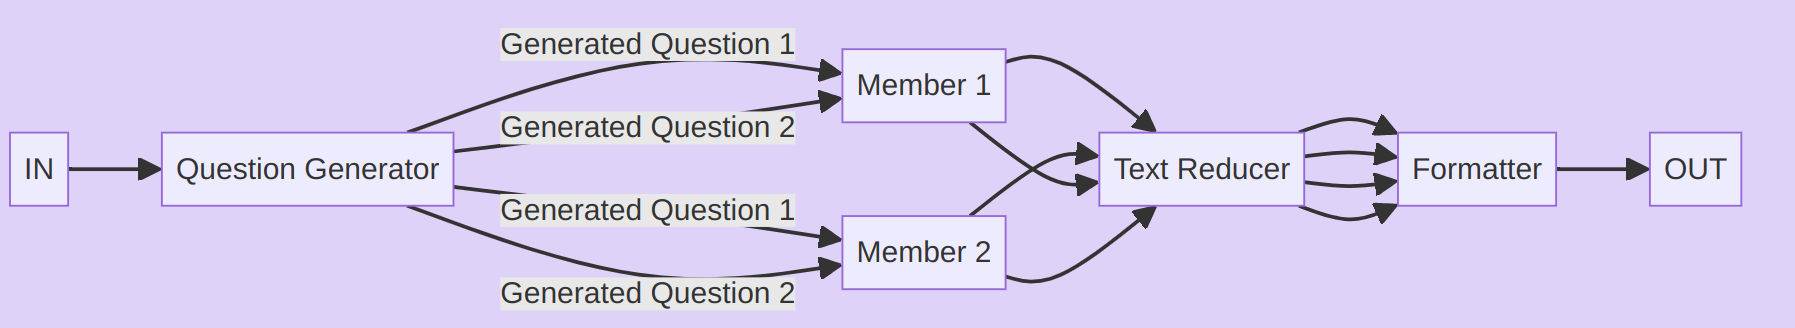 IN
Question Generator
Generated Question 1
Generated Question 2
Generated Question 1
Generated Question 2
Member 1
Member 2
Text Reducer
Formatter
OUT